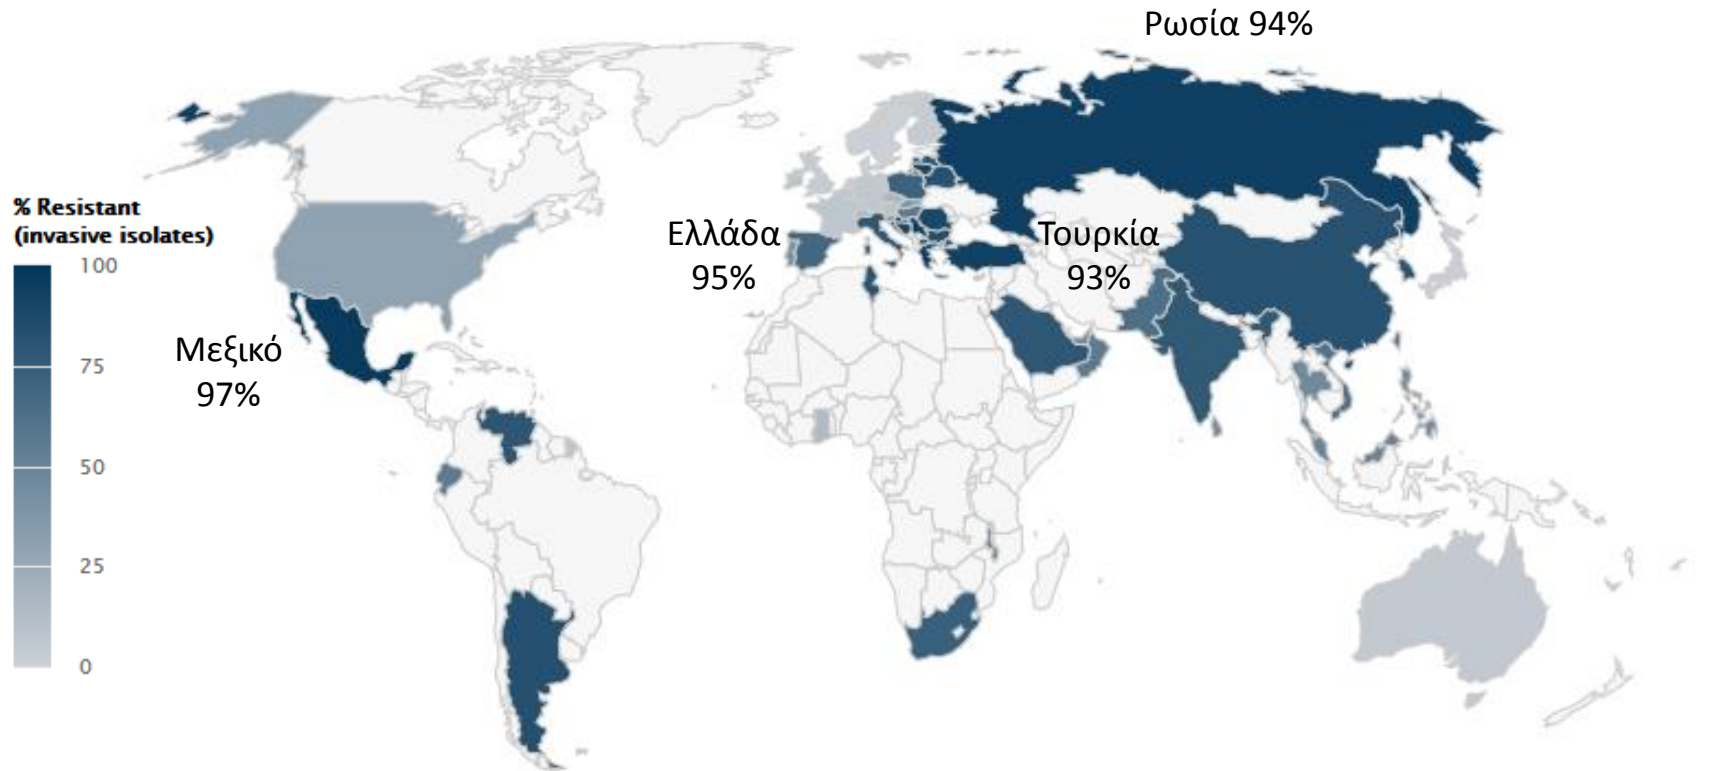 Ρωσία 94%
% Resistant
(invasive isolates)
100
75
50
25
0
Ελλάδα
95%
Τουρκία
93%
Μεξικό
97%